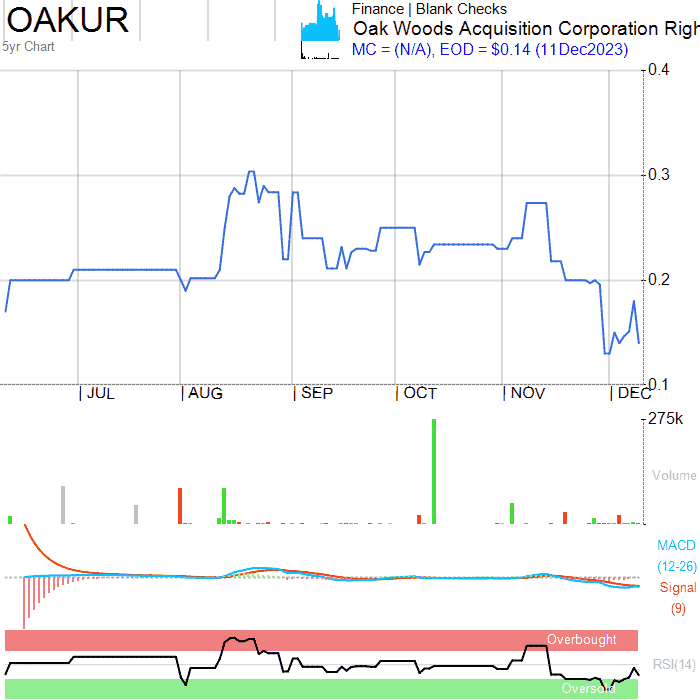 OAKUR
5yr Chart
Finance | Blank Checks
Oak Woods Acquisition Corporation Righ
MC = (N/A), EOD = $0.14 (11Dec2023)
0.4
0.3
0.2
0.1
| JUL | AUG | SEP | OCT | NOV | DEC
275k
Volume
MACD
(12-26)
Signal
(9)
Overbought
RSI(14)
Oversold